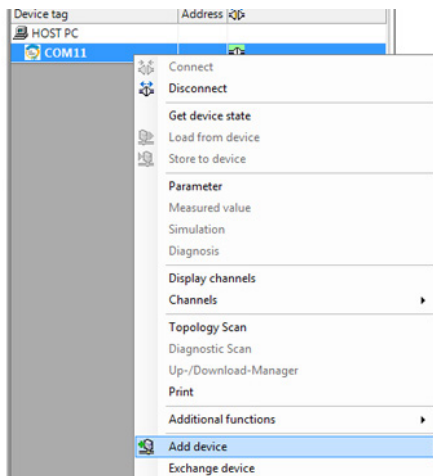 Device tag Address
HOST PC
COM11
Connect
Disconnect
Get device state
Load from device
Store to device
Parameter
Measured value
Simulation
Diagnosis
Display channels
Channels
Topology Scan
Diagnostic Scan
Up-/Download-Manager
Print
Additional functions
Add device
Exchange device